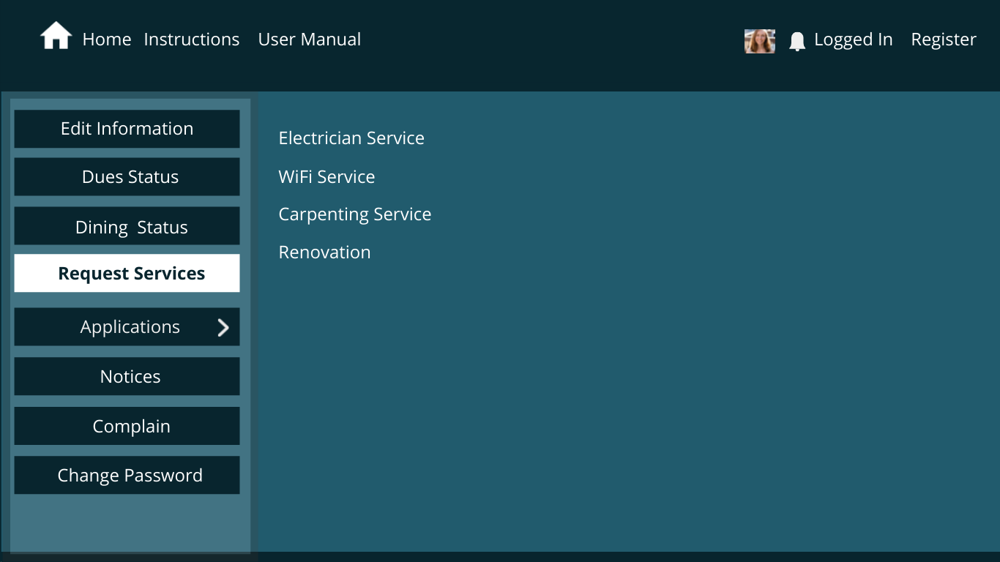 Home Instructions User Manual Logged In Register
Edit Information
Dues Status
Dining Status
Request Services
Applications
Notices
Complain
Change Password
Electrician Service
WiFi Service
Carpenting Service
Renovation